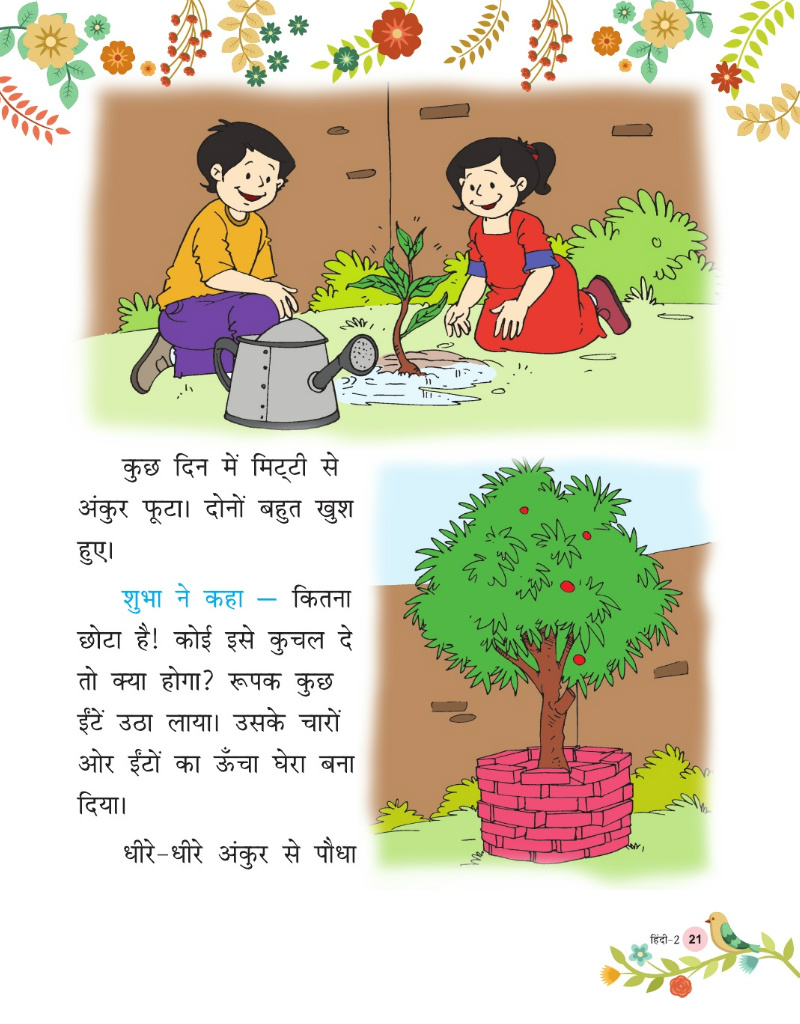 कुछ दिन में मिट्टी से
अंकुर फूटा। दोनों बहुत खुश
हुए।
शुभा ने कहा – कितना
छोटा है! कोई इसे कुचल दे
तो क्या होगा? रूपक कुछ
ईंटें उठा लाया। उसके चारों
ओर ईंटों का ऊँचा घेरा बना
दिया।
धीरे-धीरे अंकुर से पौधा
हिंदी-2 21